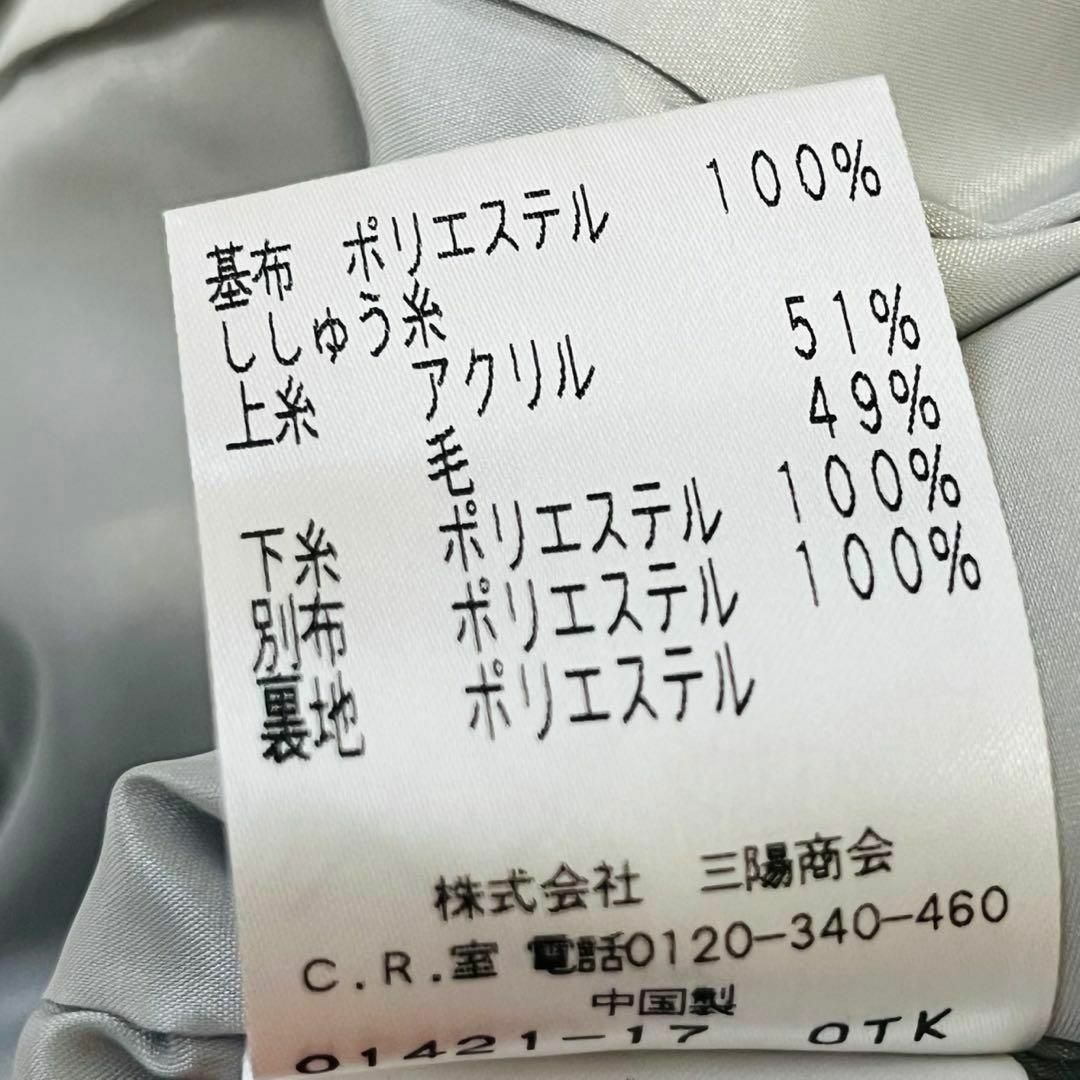 基布 ポリエステル 100%
ししゅう糸
上糸 アクリル 51%
毛 49%
下糸 ポリエステル 100%
別布 ポリエステル 100%
裏地 ポリエステル
株式会社 三陽商会
C.R.室 電話0120-340-460
中国製
01421-17 OTK